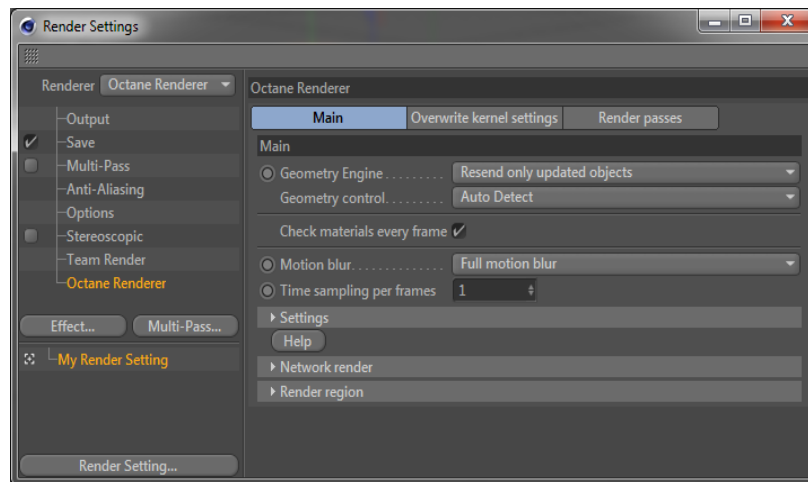 Render Settings
Renderer Octane Renderer
Output
Save
Multi-Pass
Anti-Aliasing
Options
Stereoscopic
Team Render
Octane Renderer
Effect... Multi-Pass...
My Render Setting
Render Setting...
Octane Renderer
Main Overwrite kernel settings Render passes
Main
Geometry Engine......... Resend only updated objects
Geometry control......... Auto Detect
Check materials every frame
Motion blur.............. Full motion blur
Time sampling per frames 1
Settings
Help
Network render
Render region